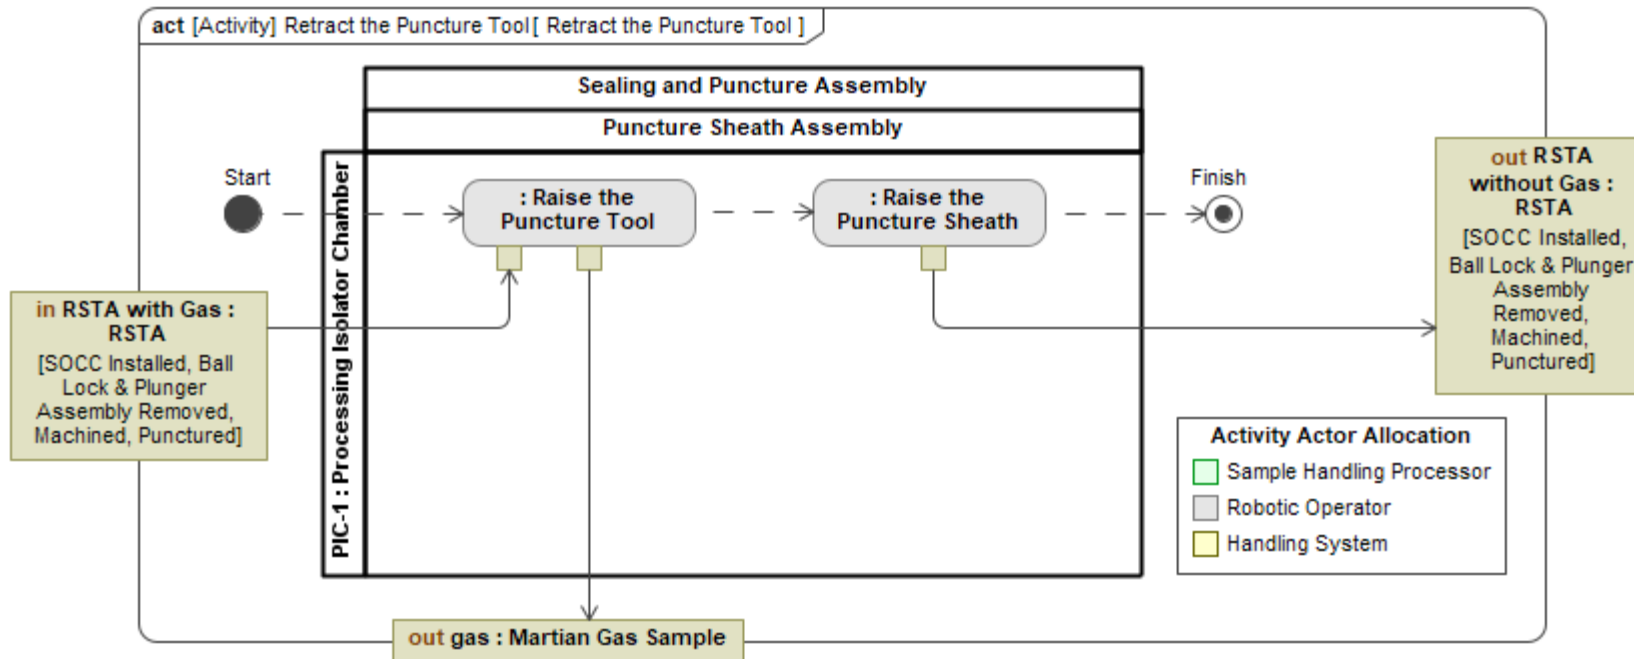 act [Activity] Retract the Puncture Tool[ Retract the Puncture Tool ]
Sealing and Puncture Assembly
Puncture Sheath Assembly
PIC-1 : Processing Isolator Chamber
Start
: Raise the
Puncture Tool
: Raise the
Puncture Sheath
Finish
in RSTA with Gas :
RSTA
[SOCC Installed, Ball
Lock & Plunger
Assembly Removed,
Machined, Punctured]
out RSTA
without Gas :
RSTA
[SOCC Installed,
Ball Lock & Plunger
Assembly
Removed,
Machined,
Punctured]
Activity Actor Allocation
Sample Handling Processor
Robotic Operator
Handling System
out gas : Martian Gas Sample